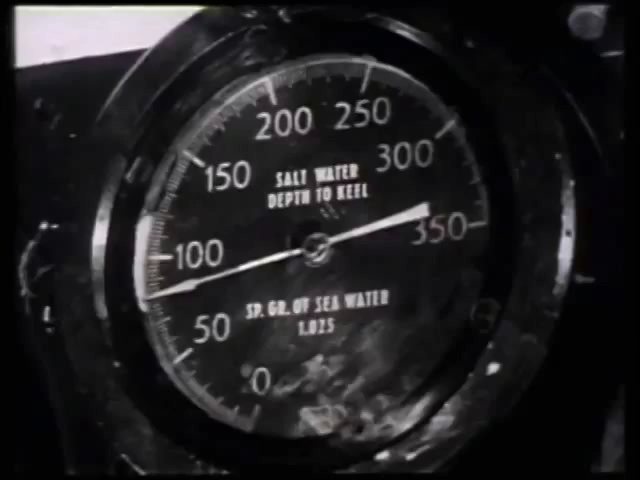 200 250
150 300
SALT WATER
DEPTH TO KEEL
100 350
SP. GR. OF SEA WATER
1.025
50
0